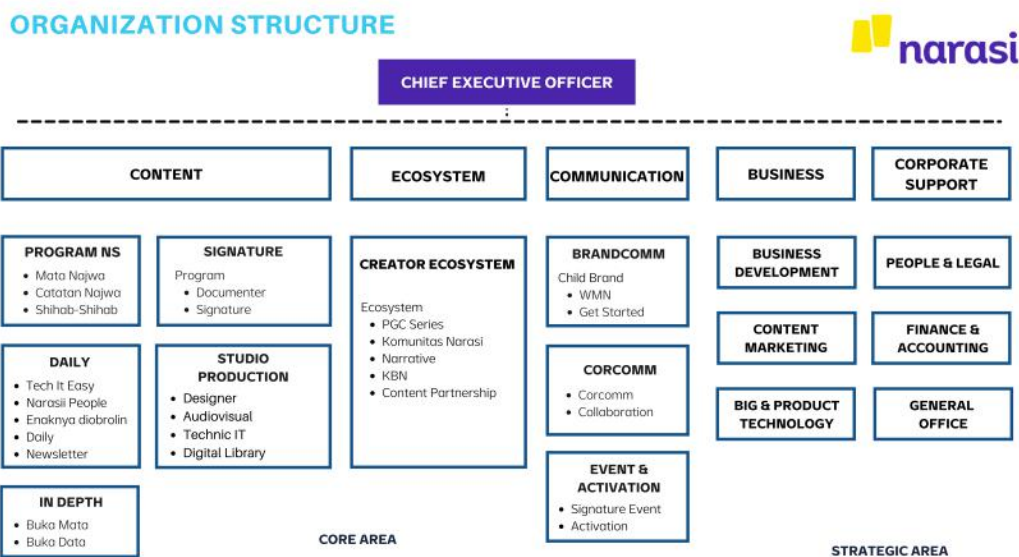 ORGANIZATION STRUCTURE
narasi
CHIEF EXECUTIVE OFFICER
CONTENT
ECOSYSTEM
COMMUNICATION
BUSINESS
CORPORATE
SUPPORT
PROGRAM NS
• Mata Najwa
• Catatan Najwa
• Shihab-Shihab
SIGNATURE
Program
• Documenter
• Signature
DAILY
• Tech It Easy
• Narasii People
• Enaknya diobrolin
• Daily
• Newsletter
STUDIO
PRODUCTION
• Designer
• Audiovisual
• Technic IT
• Digital Library
IN DEPTH
• Buka Mata
• Buka Data
CREATOR ECOSYSTEM
Ecosystem
• PGC Series
• Komunitas Narasi
• Narrative
• KBN
• Content Partnership
BRANDCOMM
Child Brand
• WMN
• Get Started
CORCOMM
• Corcomm
• Collaboration
EVENT &
ACTIVATION
• Signature Event
• Activation
BUSINESS
DEVELOPMENT
CONTENT
MARKETING
BIG & PRODUCT
TECHNOLOGY
PEOPLE & LEGAL
FINANCE &
ACCOUNTING
GENERAL
OFFICE
CORE AREA
STRATEGIC AREA